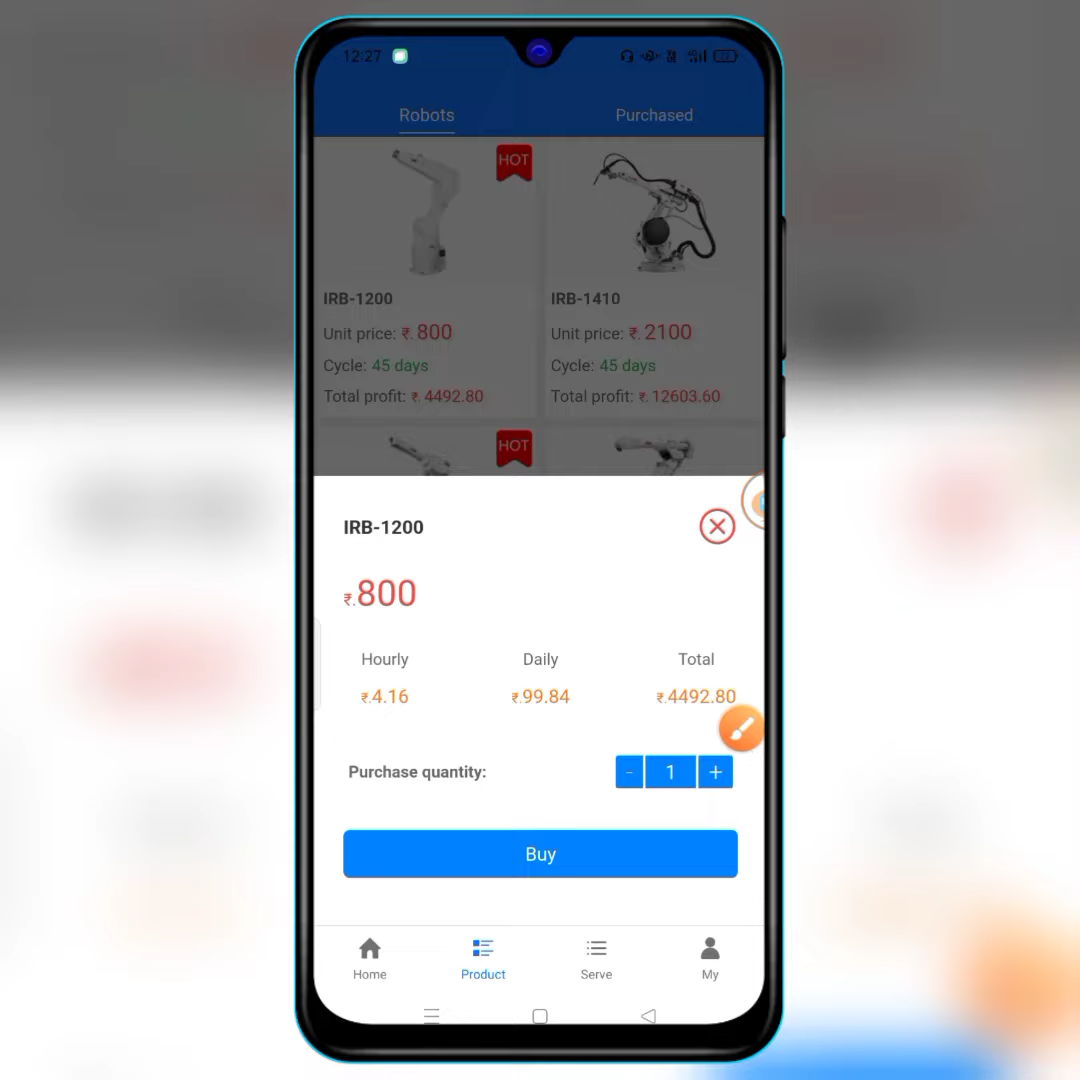 12:27
Robots
Purchased
HOT
IRB-1200
Unit price: ₹. 800
Cycle: 45 days
Total profit: ₹. 4492.80
IRB-1410
Unit price: ₹. 2100
Cycle: 45 days
Total profit: ₹. 12603.60
HOT
IRB-1200
₹.800
Hourly
Daily
Total
₹.4.16
₹.99.84
₹.4492.80
Purchase quantity:
- 1 +
Buy
Home
Product
Serve
My